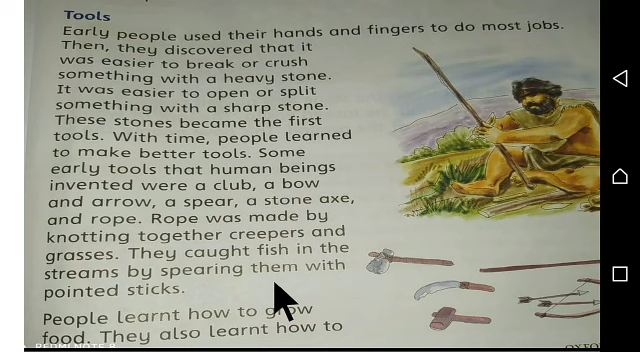 Tools
Early people used their hands and fingers to do most jobs.
Then, they discovered that it
was easier to break or crush
something with a heavy stone.
It was easier to open or split
something with a sharp stone.
These stones became the first
tools. With time, people learned
to make better tools. Some
early tools that human beings
invented were a club, a bow
and arrow, a spear, a stone axe,
and rope. Rope was made by
knotting together creepers and
grasses. They caught fish in the
streams by spearing them with
pointed sticks.
People learnt how to grow
food. They also learnt how to